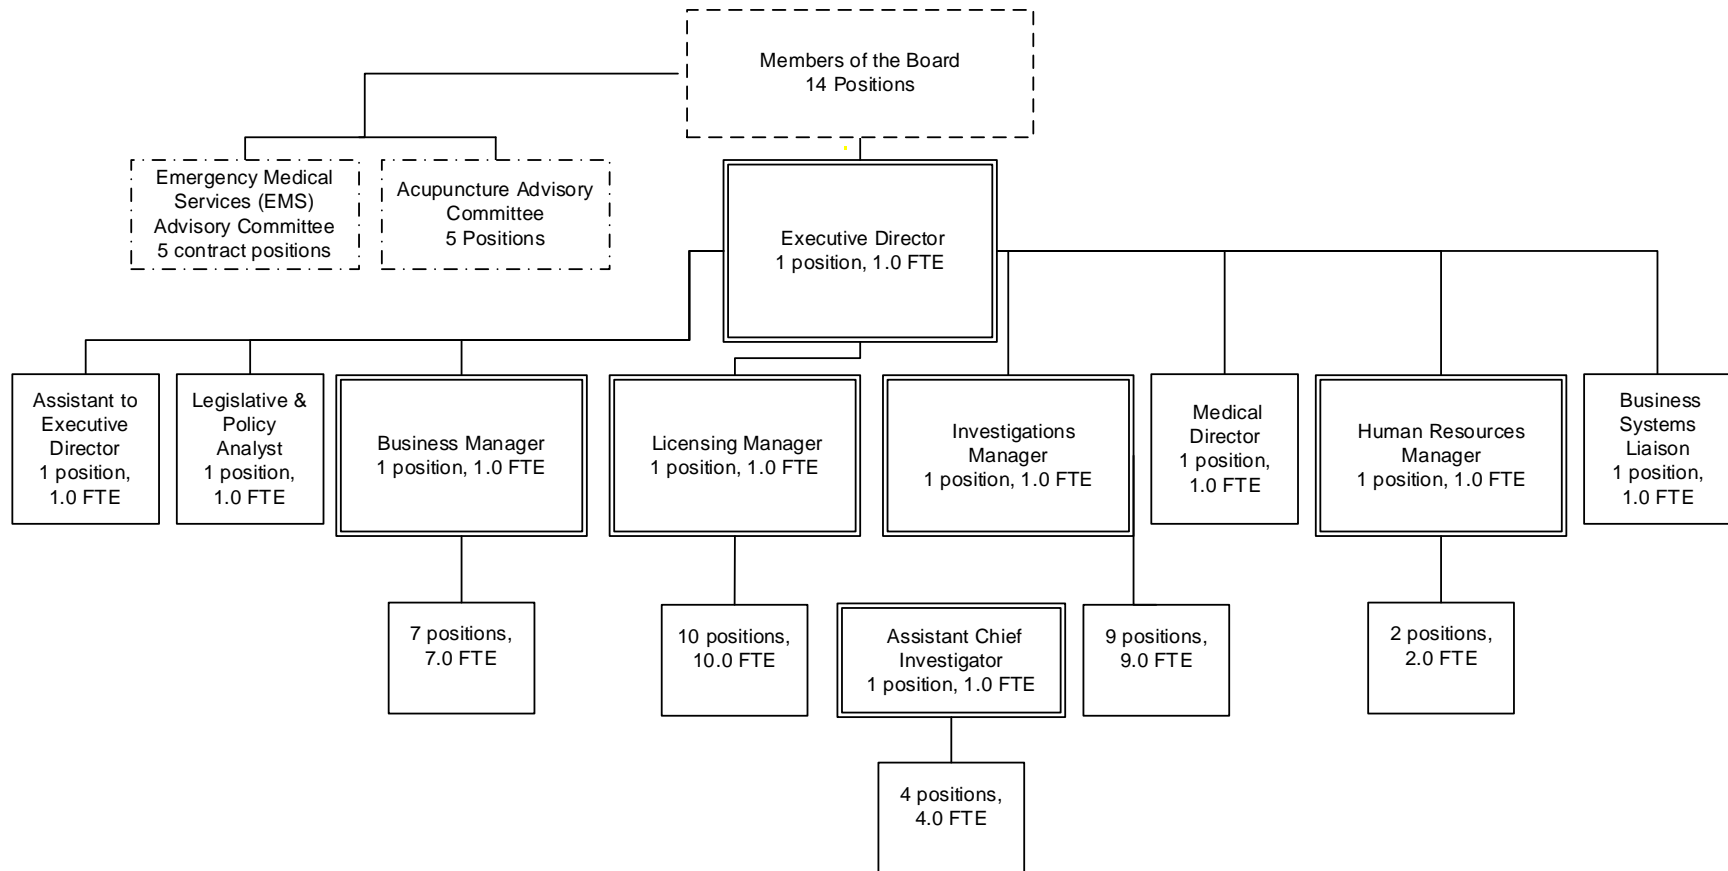 Members of the Board
14 Positions
Emergency Medical
Services (EMS)
Advisory Committee
5 contract positions
Acupuncture Advisory
Committee
5 Positions
Executive Director
1 position, 1.0 FTE
Assistant to
Executive
Director
1 position,
1.0 FTE
Legislative &
Policy
Analyst
1 position,
1.0 FTE
Business Manager
1 position, 1.0 FTE
Licensing Manager
1 position, 1.0 FTE
Investigations
Manager
1 position, 1.0 FTE
Medical
Director
1 position,
1.0 FTE
Human Resources
Manager
1 position, 1.0 FTE
Business
Systems
Liaison
1 position,
1.0 FTE
7 positions,
7.0 FTE
10 positions,
10.0 FTE
Assistant Chief
Investigator
1 position, 1.0 FTE
9 positions,
9.0 FTE
2 positions,
2.0 FTE
4 positions,
4.0 FTE